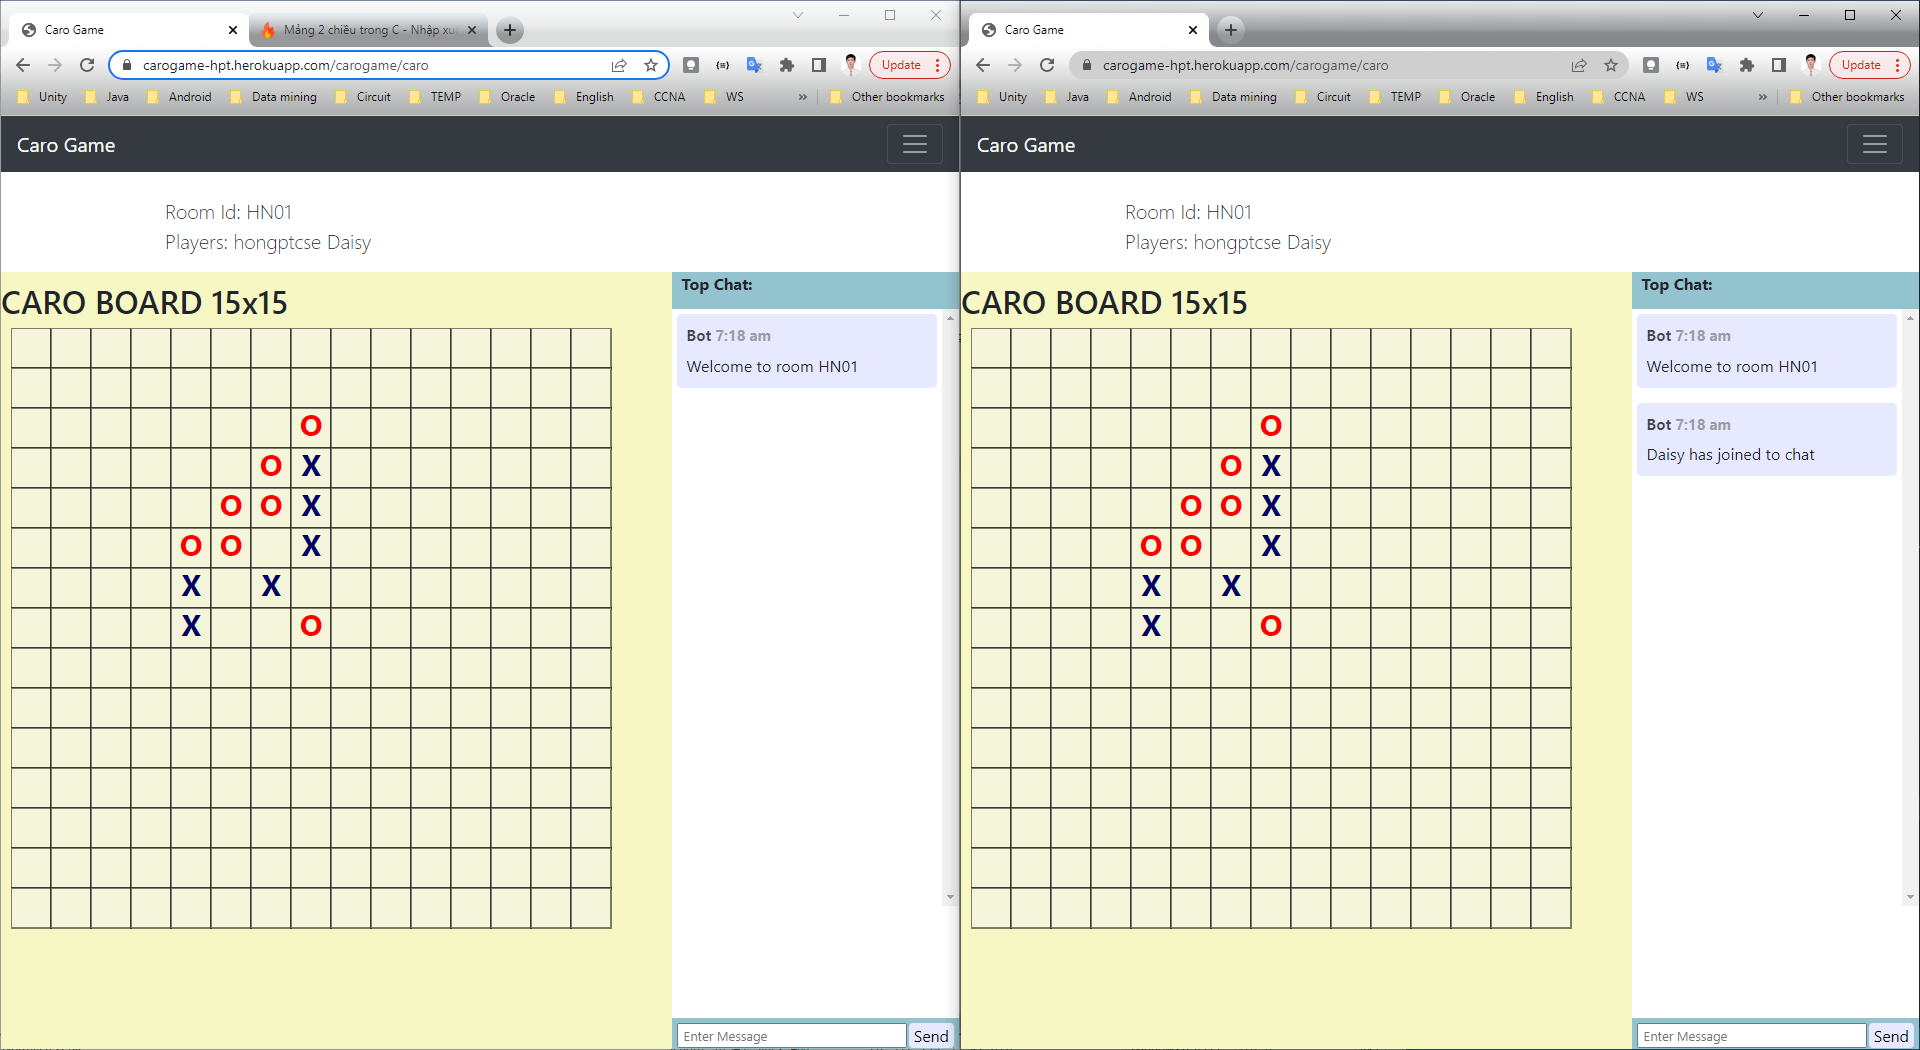 Caro Game
Mảng 2 chiều trong C - Nhập xu
carogame-hpt.herokuapp.com/carogame/caro
Update
Unity Java Android Data mining Circuit TEMP Oracle English CCNA WS » Other bookmarks
Caro Game
Room Id: HN01
Players: hongptcse Daisy
CARO BOARD 15x15
O
O X
O O X
O O X
X X
X O
Top Chat:
Bot 7:18 am
Welcome to room HN01
Enter Message
Send
Caro Game
carogame-hpt.herokuapp.com/carogame/caro
Update
Unity Java Android Data mining Circuit TEMP Oracle English CCNA WS » Other bookmarks
Caro Game
Room Id: HN01
Players: hongptcse Daisy
CARO BOARD 15x15
O
O X
O O X
O O X
X X
X O
Top Chat:
Bot 7:18 am
Welcome to room HN01
Bot 7:18 am
Daisy has joined to chat
Enter Message
Send